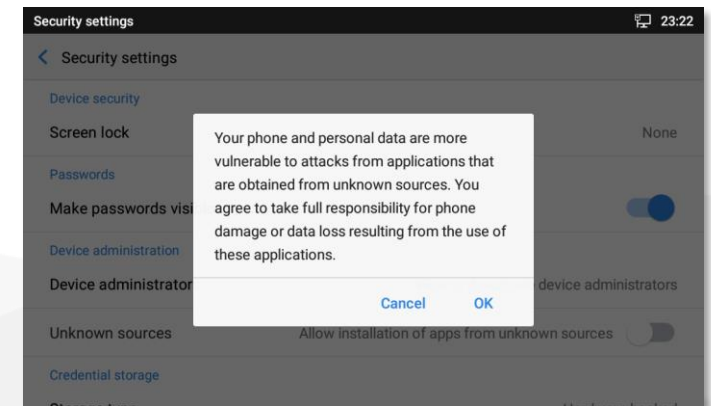 Security settings 23:22
Security settings
Device security
Screen lock None
Passwords
Make passwords visi
Device administration
Device administrator device administrators
Unknown sources Allow installation of apps from unknown sources
Credential storage
Your phone and personal data are more
vulnerable to attacks from applications that
are obtained from unknown sources. You
agree to take full responsibility for phone
damage or data loss resulting from the use of
these applications.
Cancel OK